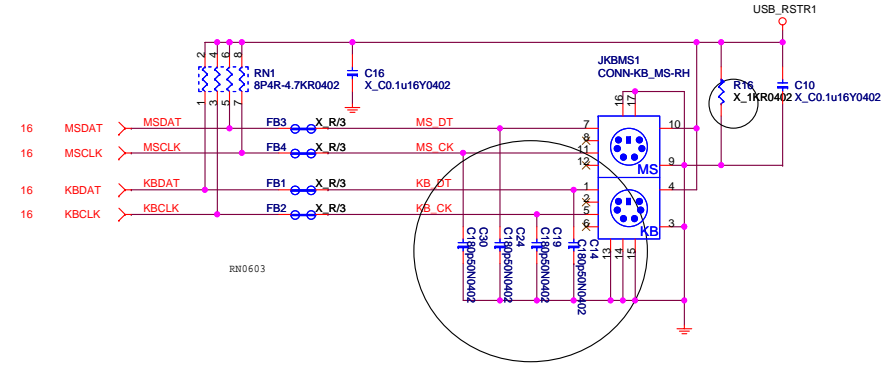 USB_RSTR1
2
4
6
8
RN1
8P4R-4.7KR0402
C16
X_C0.1u16Y0402
JKBMS1
CONN-KB_MS-RH
R16
X_1KR0402
C10
X_C0.1u16Y0402
1
3
5
7
16
17
16 MSDAT MSDAT FB3 X_R/3 MS_DT 7 10
8
16 MSCLK MSCLK FB4 X_R/3 MS_CK 11
12 MS 9
16 KBDAT KBDAT FB1 X_R/3 KB_DT 1 4
2
16 KBCLK KBCLK FB2 X_R/3 KB_CK 5
6 KB 3
C30
C180p50N0402
C24
C180p50N0402
C19
C180p50N0402
C14
C180p50N0402
13
14
15
RN0603